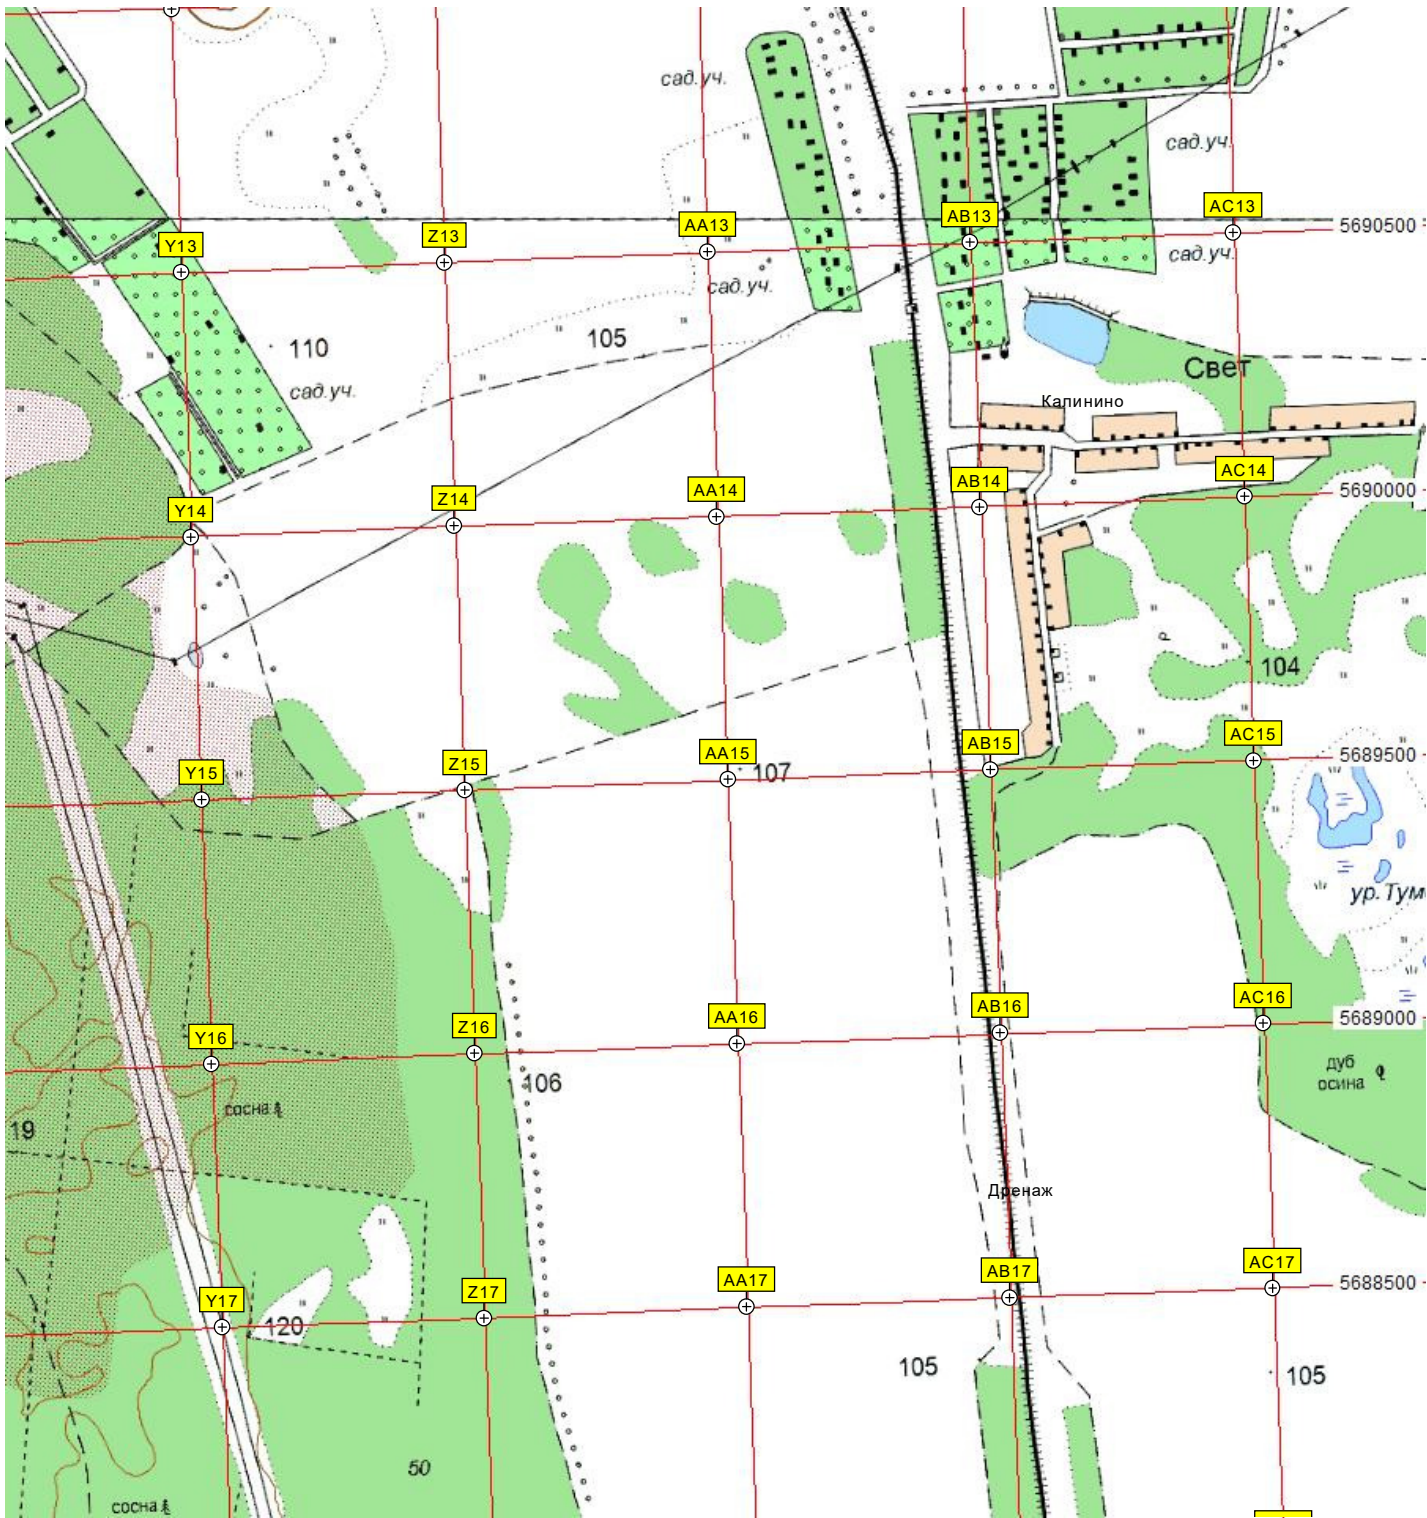 сад.уч.
сад.уч.
AC13
AB13
AA13
5690500
Z13
Y13
сад.уч.
сад.уч.
105
110
Свет
сад.уч.
Калинино
AC14
AB14
AA14
5690000
Z14
Y14
104
AC15
AB15
AA15
5689500
Z15
107
Y15
ур. Тум
AC16
AB16
AA16
5689000
Z16
Y16
дуб
осина
106
сосна
19
Дренаж
AC17
AB17
AA17
5688500
Z17
Y17
120
105
105
50
сосна